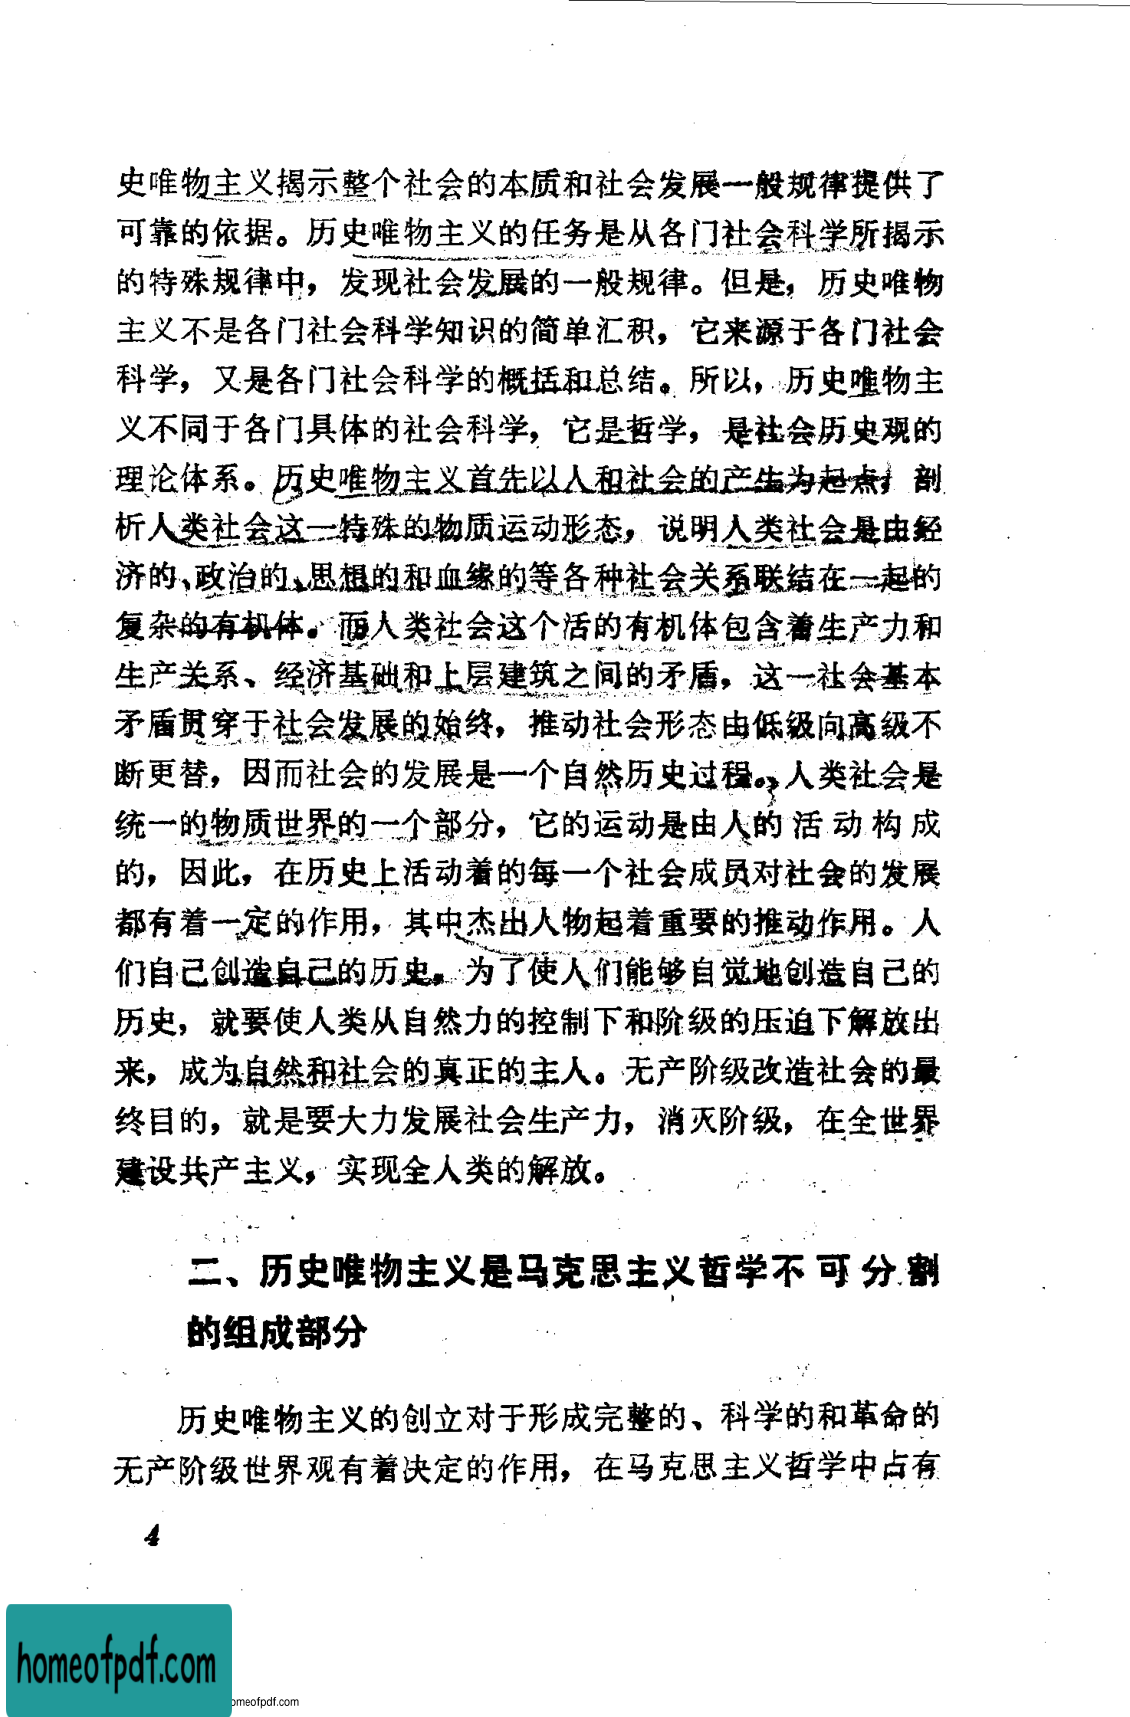 史唯物主义揭示整个社会的本质和社会发展一般规律提供了
可靠的依据。历史唯物主义的任务是从各门社会科学所揭示
的特殊规律中，发现社会发展的一般规律。但是，历史唯物
主义不是各门社会科学知识的简单汇积，它来源于各门社会
科学，又是各门社会科学的概括和总结。所以，历史唯物主
义不同于各门具体的社会科学，它是哲学，是社会历史观的
理论体系。历史唯物主义首先以人和社会的产生为起点，剖
析人类社会这一特殊的物质运动形态，说明人类社会是由经
济的、政治的、思想的和血缘的等各种社会关系联结在一起的
复杂的有机体。而人类社会这个活的有机体包含着生产力和
生产关系、经济基础和上层建筑之间的矛盾，这一社会基本
矛盾贯穿于社会发展的始终，推动社会形态由低级向高级不
断更替，因而社会的发展是一个自然历史过程。人类社会是
统一的物质世界的一个部分，它的运动是由人的活动构成
的，因此，在历史上活动着的每一个社会成员对社会的发展
都有着一定的作用，其中杰出人物起着重要的推动作用。人
们自己创造自己的历史。为了使人们能够自觉地创造自己的
历史，就要使人类从自然力的控制下和阶级的压迫下解放出
来，成为自然和社会的真正的主人。无产阶级改造社会的最
终目的，就是要大力发展社会生产力，消灭阶级，在全世界
建设共产主义，实现全人类的解放。
二、历史唯物主义是马克思主义哲学不可分割
的组成部分
历史唯物主义的创立对于形成完整的、科学的和革命的
无产阶级世界观有着决定的作用，在马克思主义哲学中占有
4
homeofpdf.com
omeofpdf.com